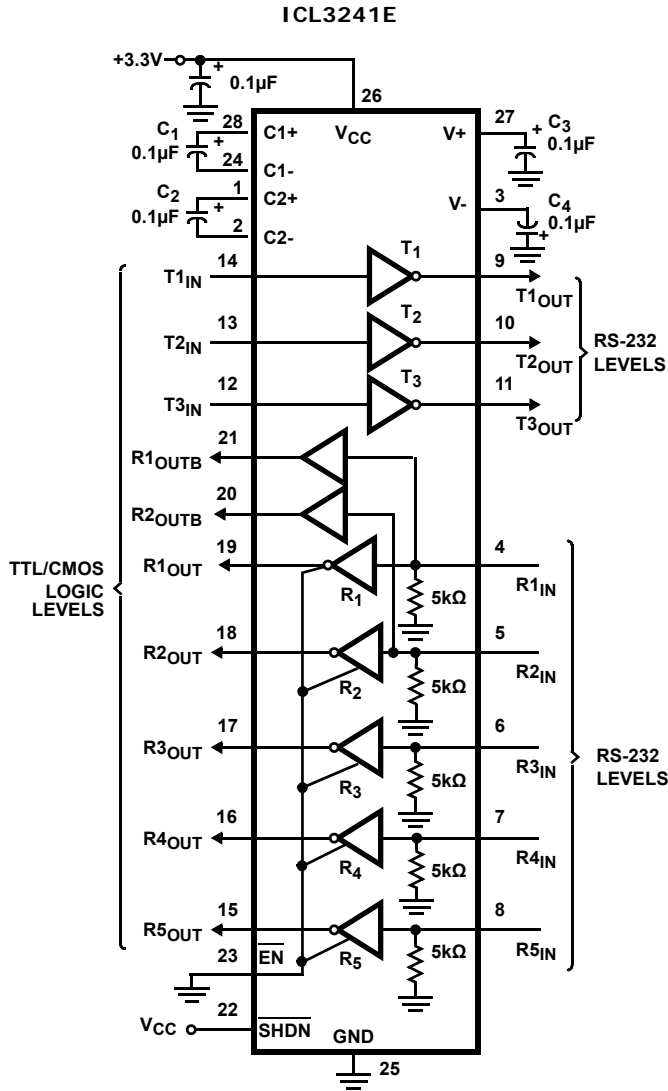 ICL3241E
+3.3V
+
0.1µF
26
VCC
C1
0.1µF
+
28
C1+
24
C1-
C2
0.1µF
+
1
C2+
2
C2-
27
V+
+
C3
0.1µF
3
V-
C4
0.1µF
+
T1IN
14
T1
9
T1OUT
T2IN
13
T2
10
T2OUT
T3IN
12
T3
11
T3OUT
RS-232
LEVELS
21
R1OUTB
20
R2OUTB
TTL/CMOS
LOGIC
LEVELS
19
R1OUT
R1
5kΩ
4
R1IN
18
R2OUT
R2
5kΩ
5
R2IN
17
R3OUT
R3
5kΩ
6
R3IN
RS-232
LEVELS
16
R4OUT
R4
5kΩ
7
R4IN
15
R5OUT
R5
5kΩ
8
R5IN
23
EN
22
VCC
SHDN
GND
25